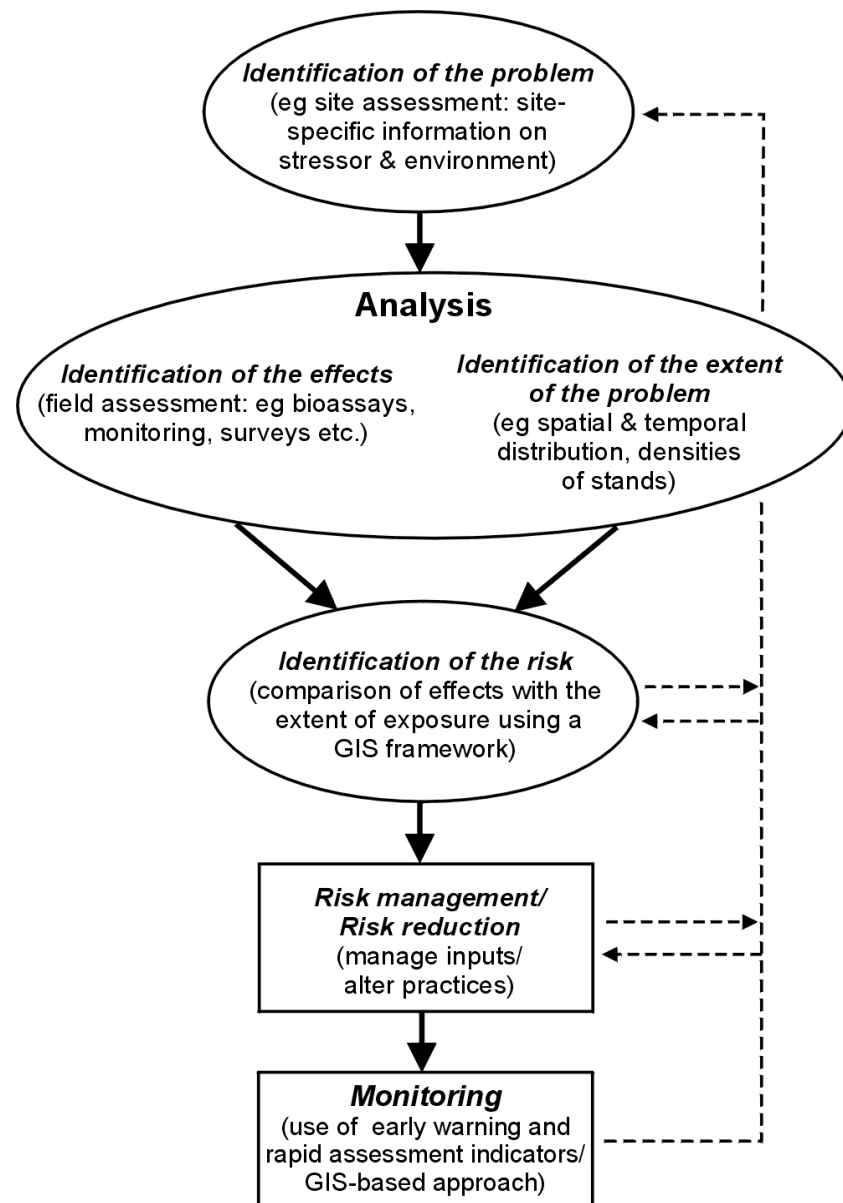 Identification of the problem
(eg site assessment: site-
specific information on
stressor & environment)
Analysis
Identification of the effects
(field assessment: eg bioassays,
monitoring, surveys etc.)
Identification of the extent
of the problem
(eg spatial & temporal
distribution, densities
of stands)
Identification of the risk
(comparison of effects with the
extent of exposure using a
GIS framework)
Risk management/
Risk reduction
(manage inputs/
alter practices)
Monitoring
(use of early warning and
rapid assessment indicators/
GIS-based approach)